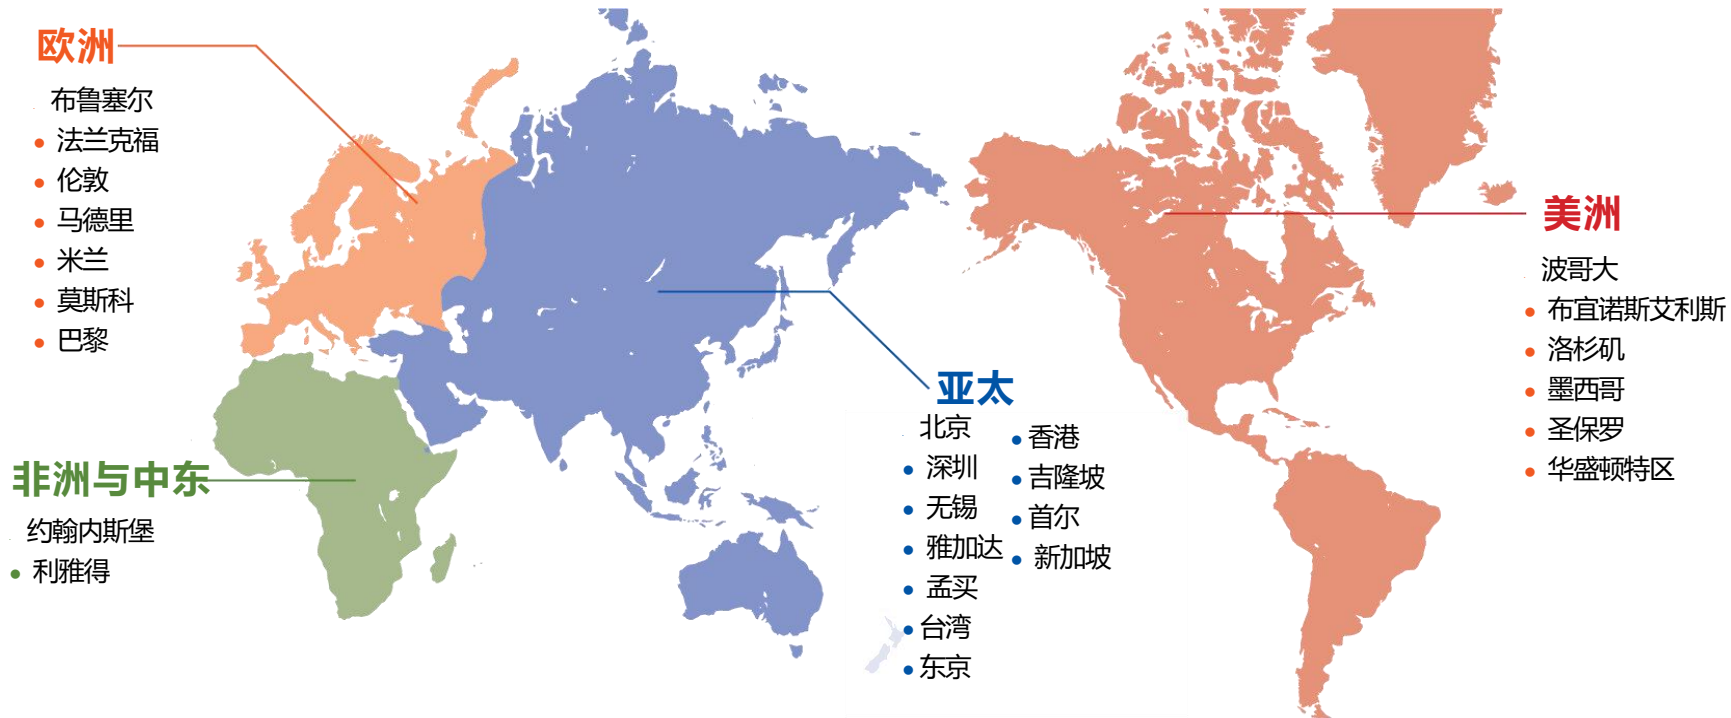 欧洲
布鲁塞尔
法兰克福
伦敦
马德里
米兰
莫斯科
巴黎
非洲与中东
约翰内斯堡
利雅得
亚太
北京
深圳
无锡
雅加达
孟买
台湾
东京
香港
吉隆坡
首尔
新加坡
美洲
波哥大
布宜诺斯艾利斯
洛杉矶
墨西哥
圣保罗
华盛顿特区